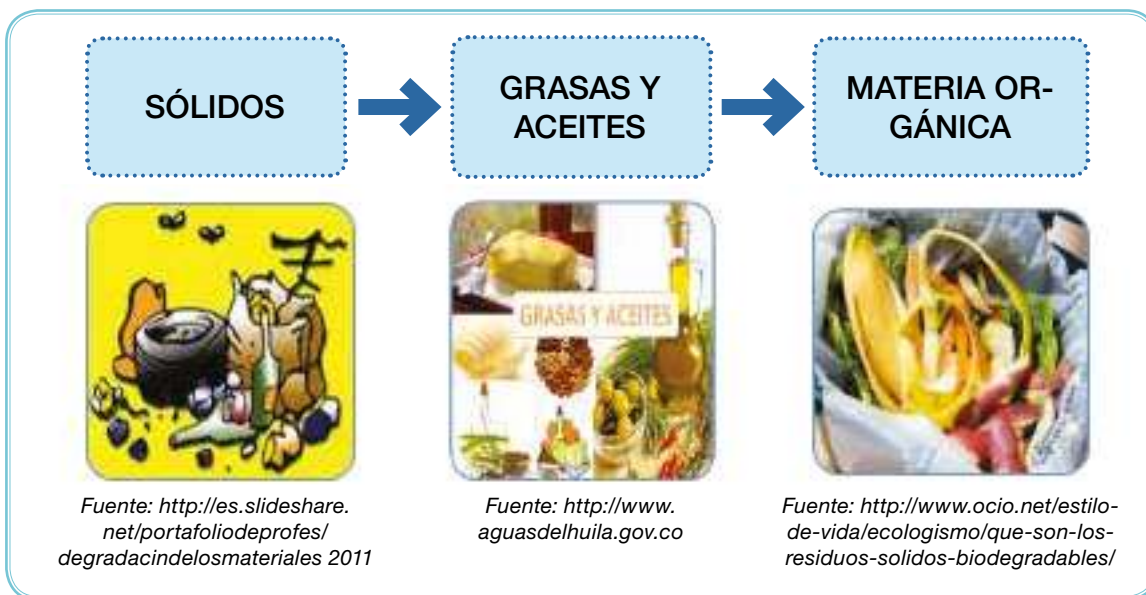 SÓLIDOS
GRASAS Y
ACEITES
MATERIA OR-
GÁNICA
GRASAS Y ACEITES
Fuente: http://es.slideshare.
net/portafoliodeprofes/
degradacindelosmateriales 2011
Fuente: http://www.
aguasdelhuila.gov.co
Fuente: http://www.ocio.net/estilo-
de-vida/ecologismo/que-son-los-
residuos-solidos-biodegradables/